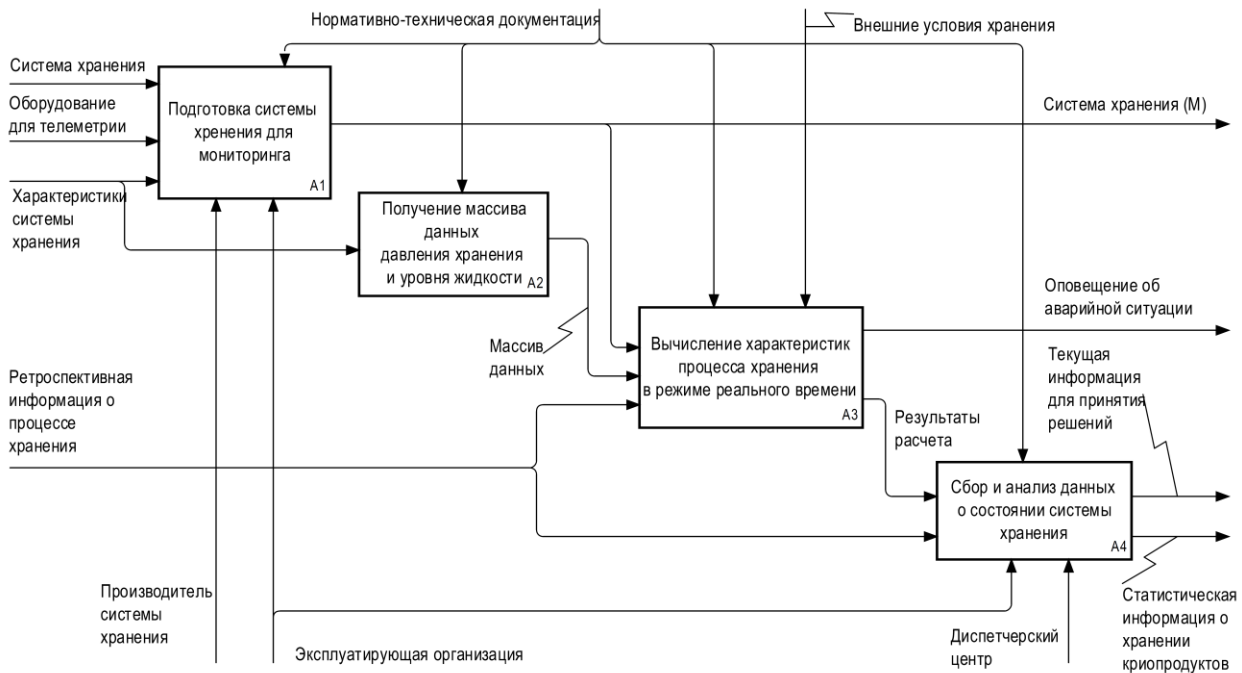 Нормативно-техническая документация
Внешние условия хранения
Система хранения
Оборудование
для телеметрии
Подготовка системы
хренения для
мониторинга
A1
Система хранения (М)
Характеристики
системы
хранения
Получение массива
данных
давления хранения
и уровня жидкости
A2
Оповещение об
аварийной ситуации
Массив
данных
Вычисление характеристик
процесса хранения
в режиме реального времени
A3
Текущая
информация
для принятия
решений
Ретроспективная
информация о
процессе
хранения
Результаты
расчета
Сбор и анализ данных
о состоянии системы
хранения
A4
Производитель
системы
хранения
Эксплуатирующая организация
Диспетчерский
центр
Статистическая
информация о
хранении
криопродуктов